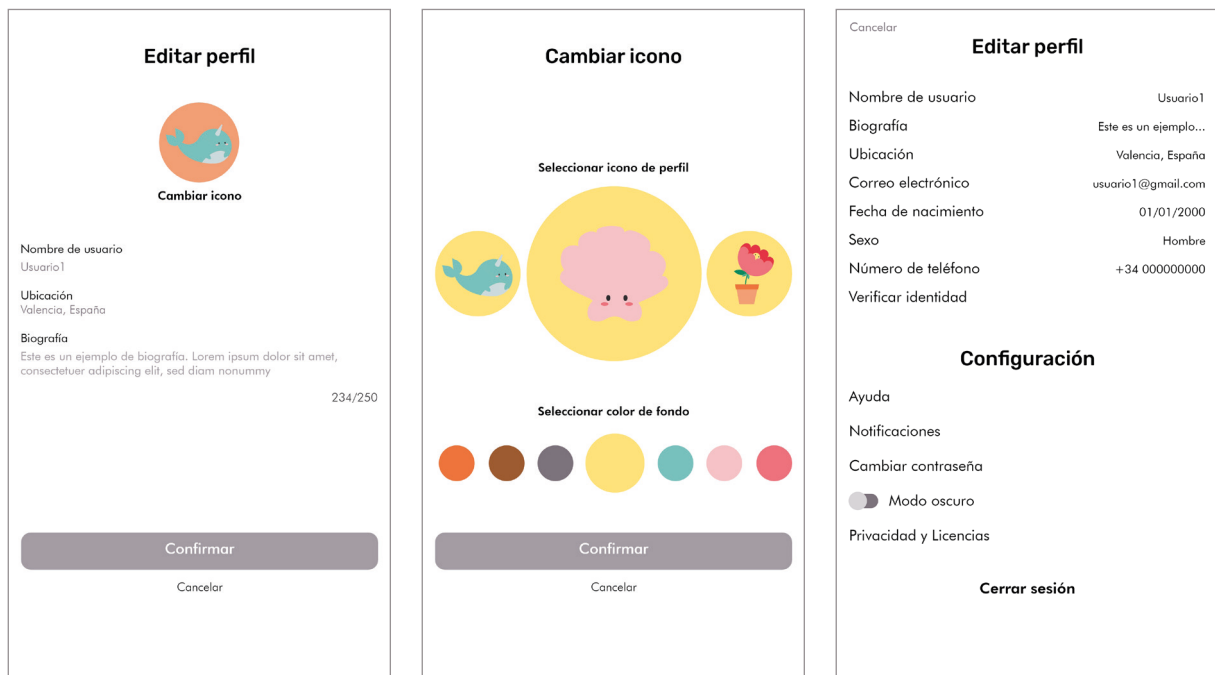 Editar perfil
Cambiar icono
Nombre de usuario
Usuario1
Ubicación
Valencia, España
Biografía
Este es un ejemplo de biografía. Lorem ipsum dolor sit amet,
consectetuer adipiscing elit, sed diam nonummy
234/250
Confirmar
Cancelar
Cambiar icono
Seleccionar icono de perfil
Seleccionar color de fondo
Confirmar
Cancelar
Cancelar
Editar perfil
Nombre de usuario Usuario1
Biografía Este es un ejemplo...
Ubicación Valencia, España
Correo electrónico usuario1@gmail.com
Fecha de nacimiento 01/01/2000
Sexo Hombre
Número de teléfono +34 000000000
Verificar identidad
Configuración
Ayuda
Notificaciones
Cambiar contraseña
Modo oscuro
Privacidad y Licencias
Cerrar sesión